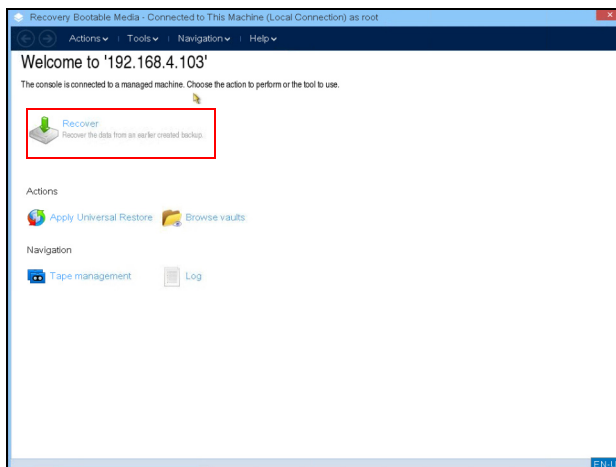 Recovery Bootable Media - Connected to This Machine (Local Connection) as root
Actions Tools Navigation Help
Welcome to '192.168.4.103'
The console is connected to a managed machine. Choose the action to perform or the tool to use.
Recover
Recover the data from an earlier created backup.
Actions
Apply Universal Restore Browse vaults
Navigation
Tape management Log